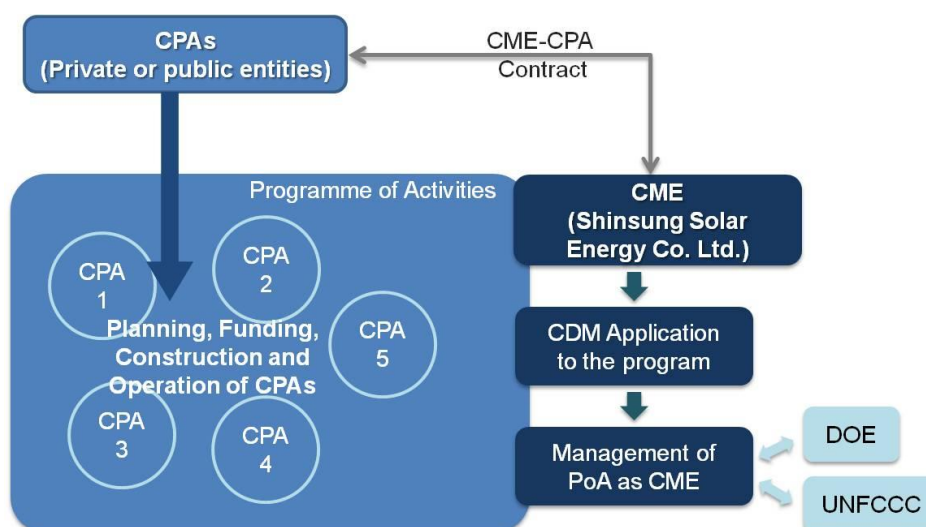 CPAs
(Private or public entities)
CME-CPA
Contract
Programme of Activities
CME
(Shinsung Solar
Energy Co. Ltd.)
CPA
1
CPA
2
CPA
5
Planning, Funding,
Construction and
Operation of CPAs
CPA
3
CPA
4
CDM Application
to the program
Management of
PoA as CME
DOE
UNFCCC